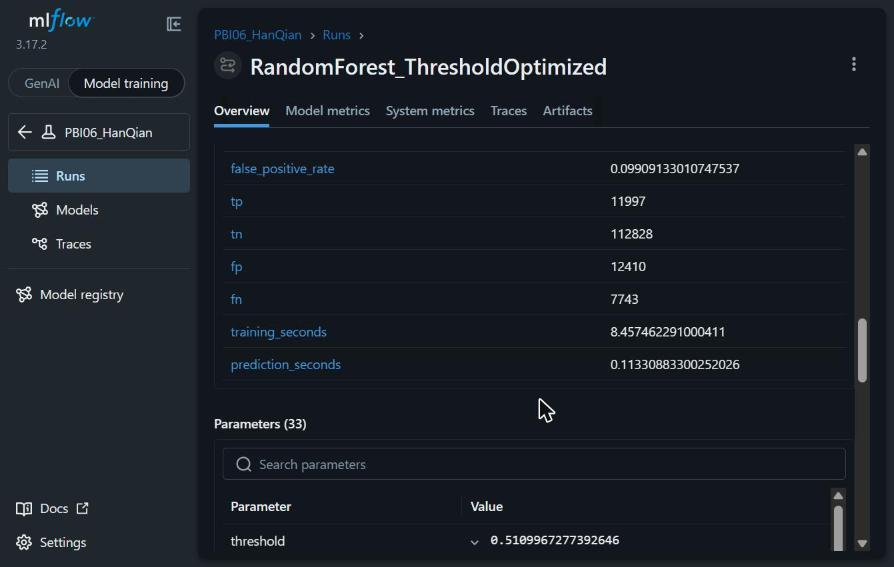 mlflow
3.17.2
GenAI Model training
PBI06_HanQian
Runs
Models
Traces
Model registry
Docs
Settings
PBI06_HanQian > Runs >
RandomForest_ThresholdOptimized
Overview Model metrics System metrics Traces Artifacts
false_positive_rate 0.09909133010747537
tp 11997
tn 112828
fp 12410
fn 7743
training_seconds 8.457462291000411
prediction_seconds 0.11330883300252026
Parameters (33)
Search parameters
Parameter Value
threshold 0.5109967277392646